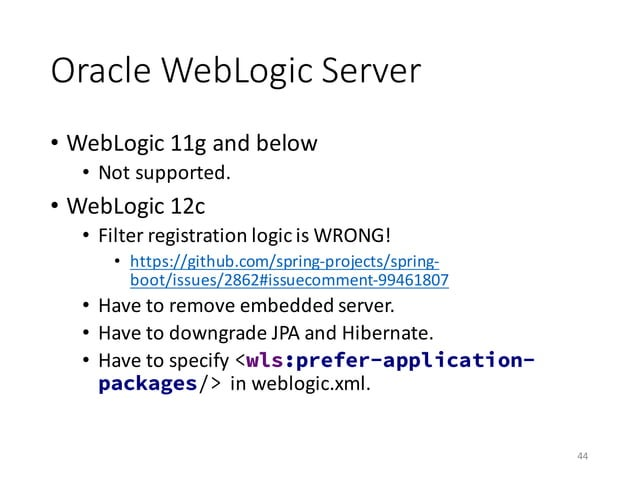 Oracle WebLogic Server
• WebLogic 11g and below
• Not supported.
• WebLogic 12c
• Filter registration logic is WRONG!
• https://github.com/spring-projects/spring-
boot/issues/2862#issuecomment-99461807
• Have to remove embedded server.
• Have to downgrade JPA and Hibernate.
• Have to specify <wls:prefer-application-
packages/> in weblogic.xml.
44